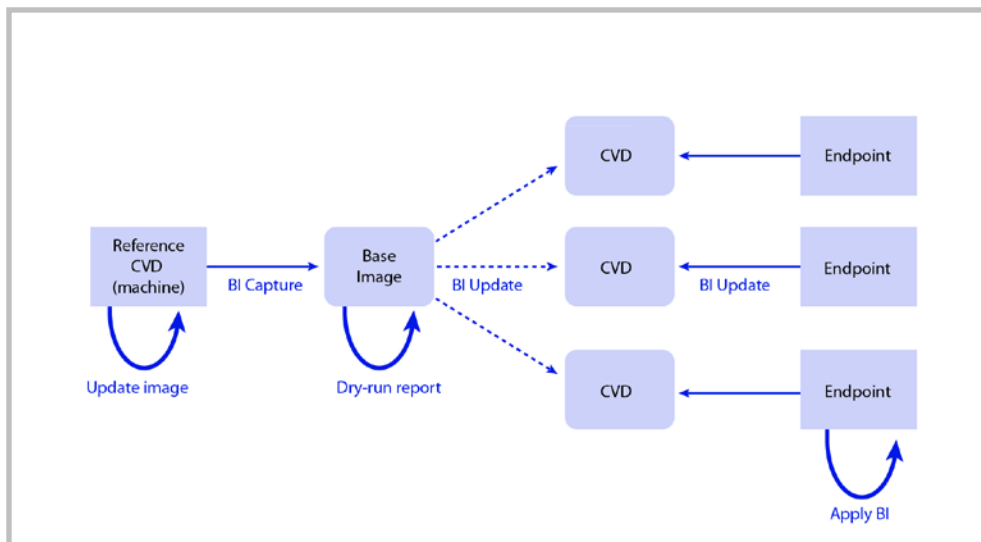 CVD
Endpoint
Reference
CVD
(machine)
BI Capture
Base
Image
BI Update
CVD
BI Update
Endpoint
Update image
Dry-run report
CVD
Endpoint
Apply BI